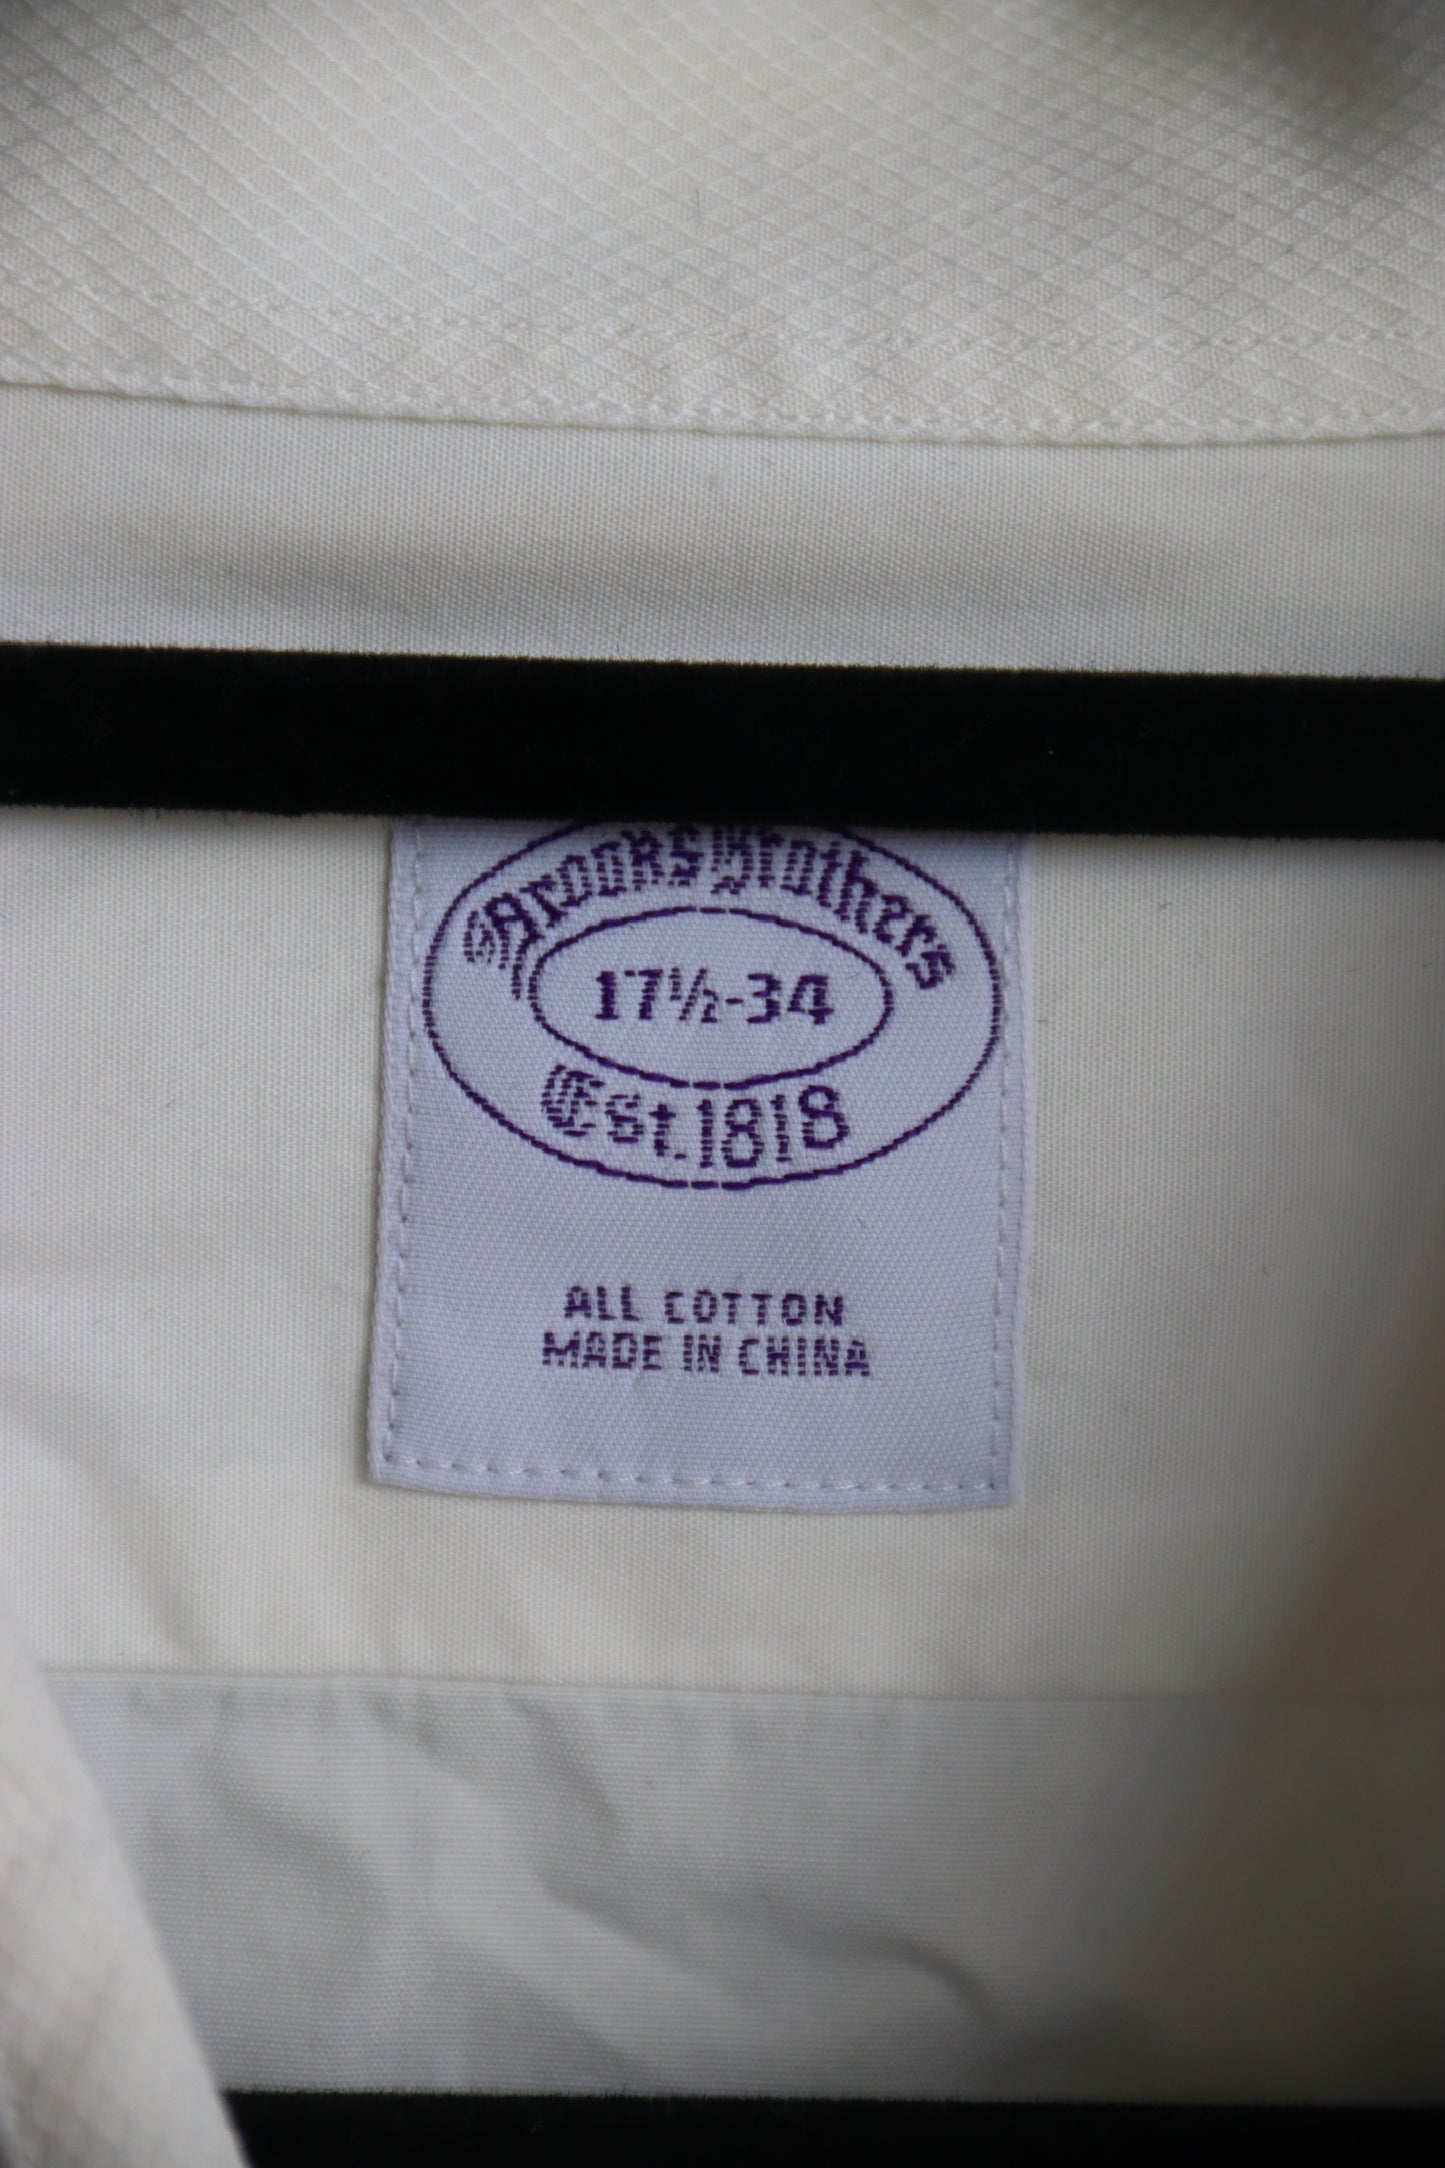 Brooks Brothers
17½-34
Est.1818
ALL COTTON
MADE IN CHINA